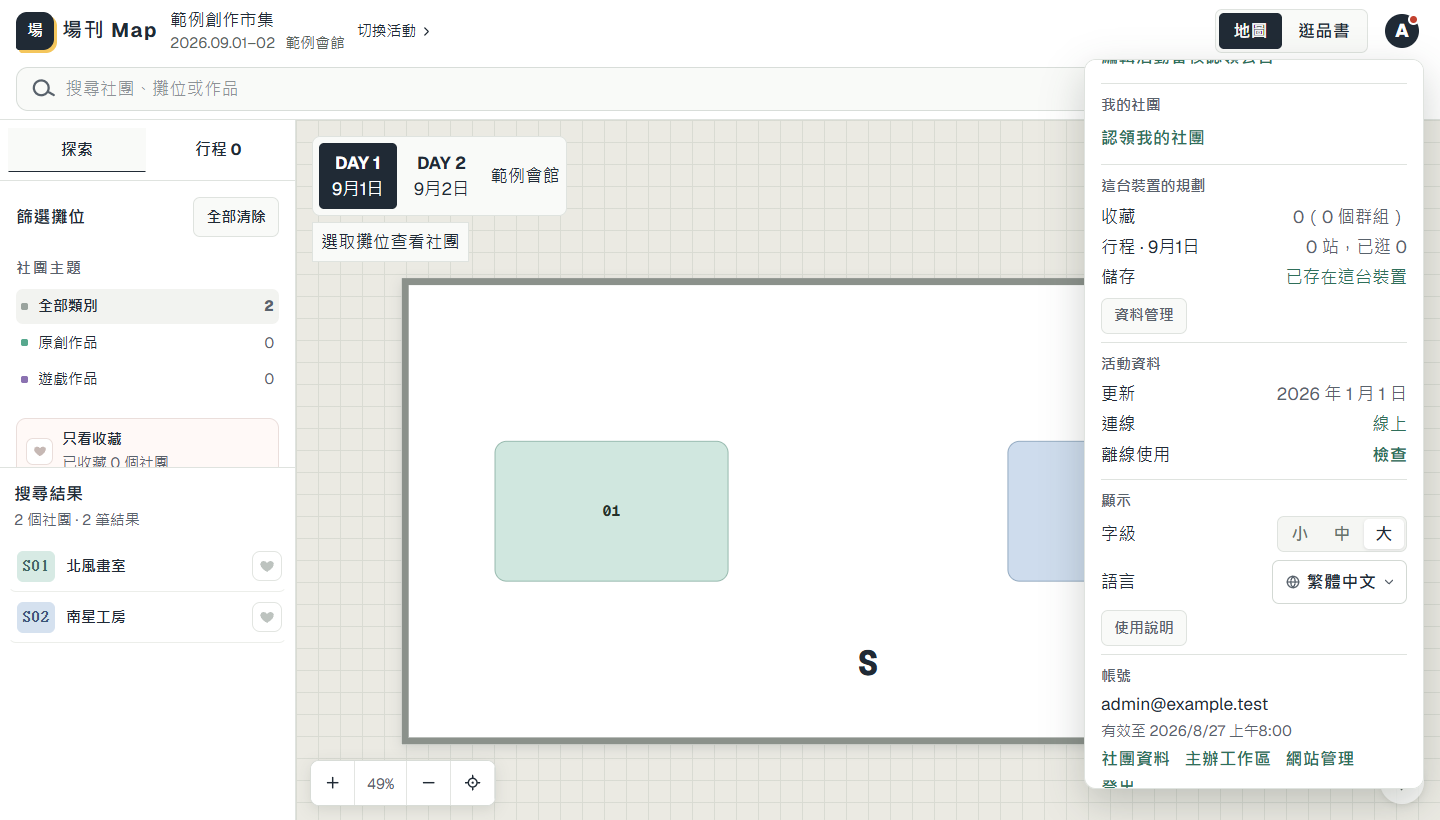 場 場刊 Map
範例創作市集
2026.09.01–02 範例會館
切換活動
地圖 逛品書
A
搜尋社團、攤位或作品
探索 行程 0
篩選攤位 全部清除
社團主題
全部類別 2
原創作品 0
遊戲作品 0
只看收藏
已收藏 0 個社團
搜尋結果
2 個社團 · 2 筆結果
S01 北風畫室
S02 南星工房
DAY 1 DAY 2 範例會館
9月1日 9月2日
選取攤位查看社團
01
S
+ 49% −
我的社團
認領我的社團
這台裝置的規劃
收藏 0（0 個群組）
行程 · 9月1日 0 站，已逛 0
儲存 已存在這台裝置
資料管理
活動資料
更新 2026 年 1 月 1 日
連線 線上
離線使用 檢查
顯示
字級 小 中 大
語言 繁體中文
使用說明
帳號
admin@example.test
有效至 2026/8/27 上午8:00
社團資料 主辦工作區 網站管理
登出